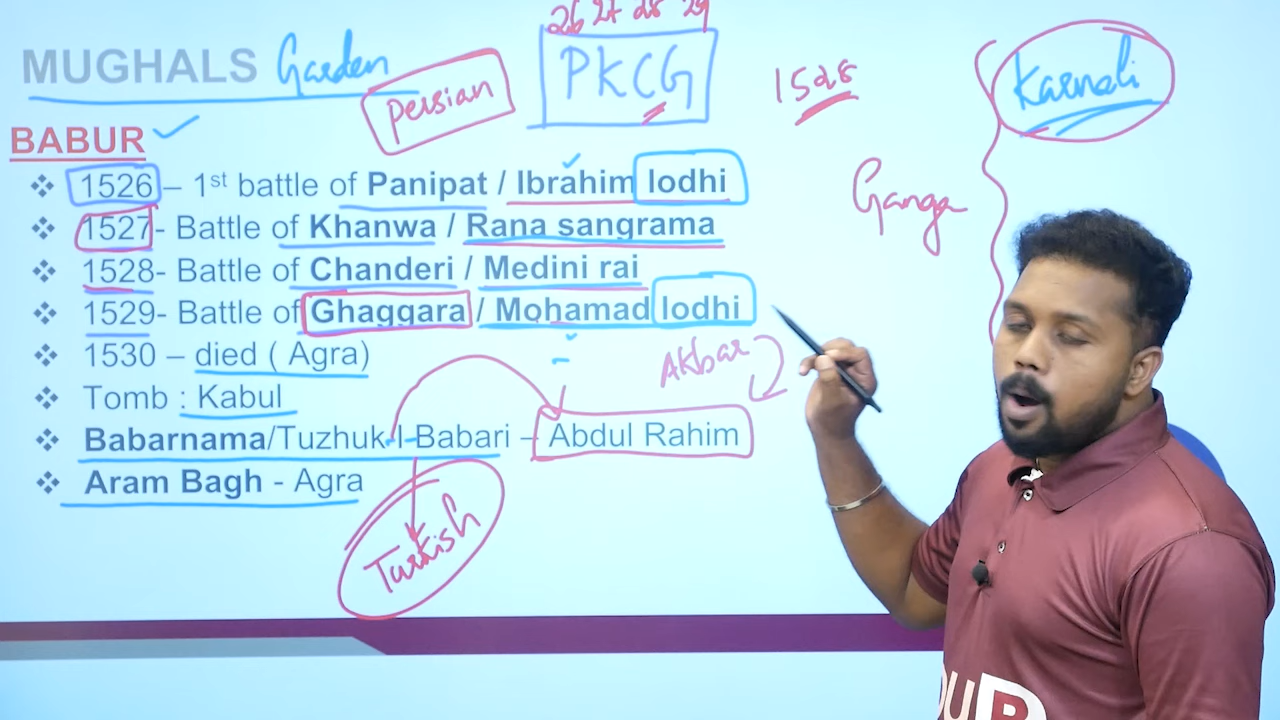 26 27 28 29
MUGHALS Garden
Persian
PKCG
1528
Karnali
BABUR
❖ 1526 – 1st battle of Panipat / Ibrahim lodhi
Ganga
❖ 1527- Battle of Khanwa / Rana sangrama
❖ 1528- Battle of Chanderi / Medini rai
❖ 1529- Battle of Ghaggara / Mohamad lodhi
❖ 1530 – died ( Agra)
Akbar
❖ Tomb : Kabul
❖ Babarnama/Tuzhuk-I-Babari – Abdul Rahim
❖ Aram Bagh - Agra
Turkish